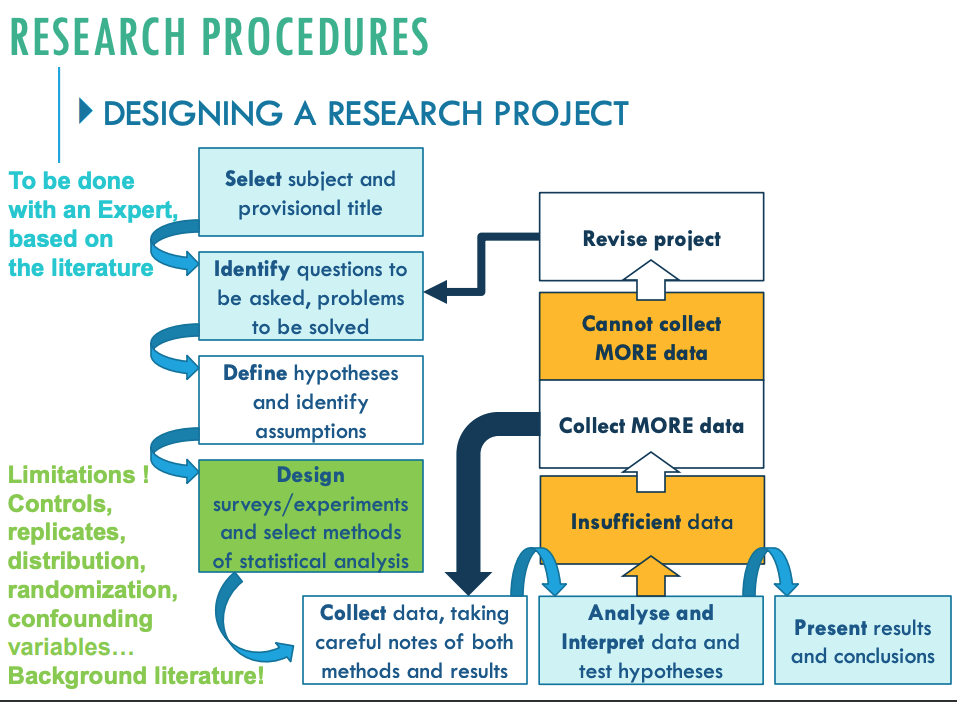 RESEARCH PROCEDURES
DESIGNING A RESEARCH PROJECT
To be done
with an Expert,
based on
the literature
Select subject and
provisional title
Identify questions to
be asked, problems
to be solved
Define hypotheses
and identify
assumptions
Limitations !
Controls,
replicates,
distribution,
randomization,
confounding
variables…
Background literature!
Design
surveys/experiments
and select methods
of statistical analysis
Revise project
Cannot collect
MORE data
Collect MORE data
Insufficient data
Collect data, taking
careful notes of both
methods and results
Analyse and
Interpret data and
test hypotheses
Present results
and conclusions